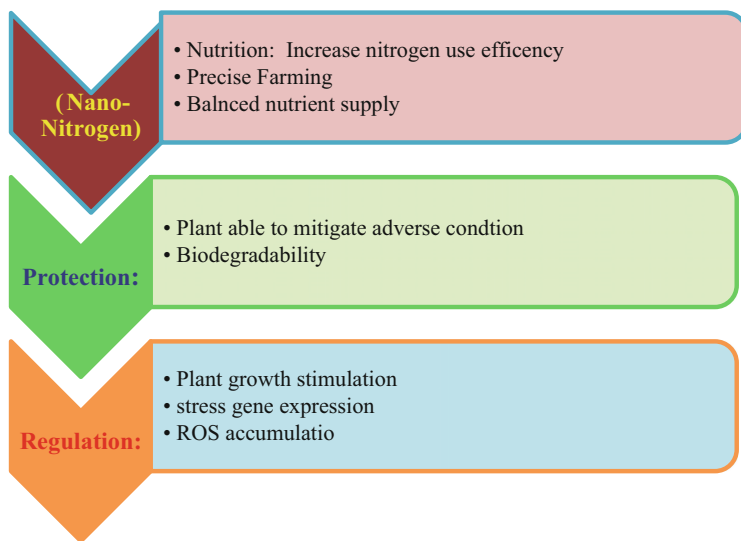 (Nano-
Nitrogen)
• Nutrition:  Increase nitrogen use efficency
• Precise Farming
• Balnced nutrient supply
Protection:
• Plant able to mitigate adverse condtion
• Biodegradability
Regulation:
• Plant growth stimulation
• stress gene expression
• ROS accumulatio